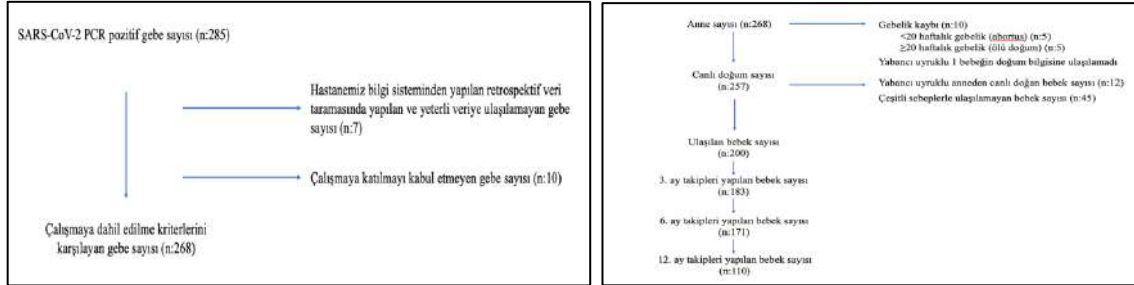 SARS-CoV-2 PCR pozitif gebe sayısı (n:285)
Hastanemiz bilgi sisteminden yapılan retrospektif veri
taramasında yapılan ve yeterli veriye ulaşılamayan gebe
sayısı (n:7)
Çalışmaya katılmayı kabul etmeyen gebe sayısı (n:10)
Çalışmaya dahil edilme kriterlerini
karşılayan gebe sayısı (n:268)
Anne sayısı (n:268)
Gebelik kaybı (n:10)
<20 haftalık gebelik (abortus) (n:5)
≥20 haftalık gebelik (ölü doğum) (n:5)
Yabancı uyruklu 1 bebeğin doğum bilgisine ulaşılamadı
Canlı doğum sayısı
(n:257)
Yabancı uyruklu anneden canlı doğan bebek sayısı (n:12)
Çeşitli sebeplerle ulaşılamayan bebek sayısı (n:45)
Ulaşılan bebek sayısı
(n:200)
3. ay takipleri yapılan bebek sayısı
(n:183)
6. ay takipleri yapılan bebek sayısı
(n:171)
12. ay takipleri yapılan bebek sayısı
(n:110)